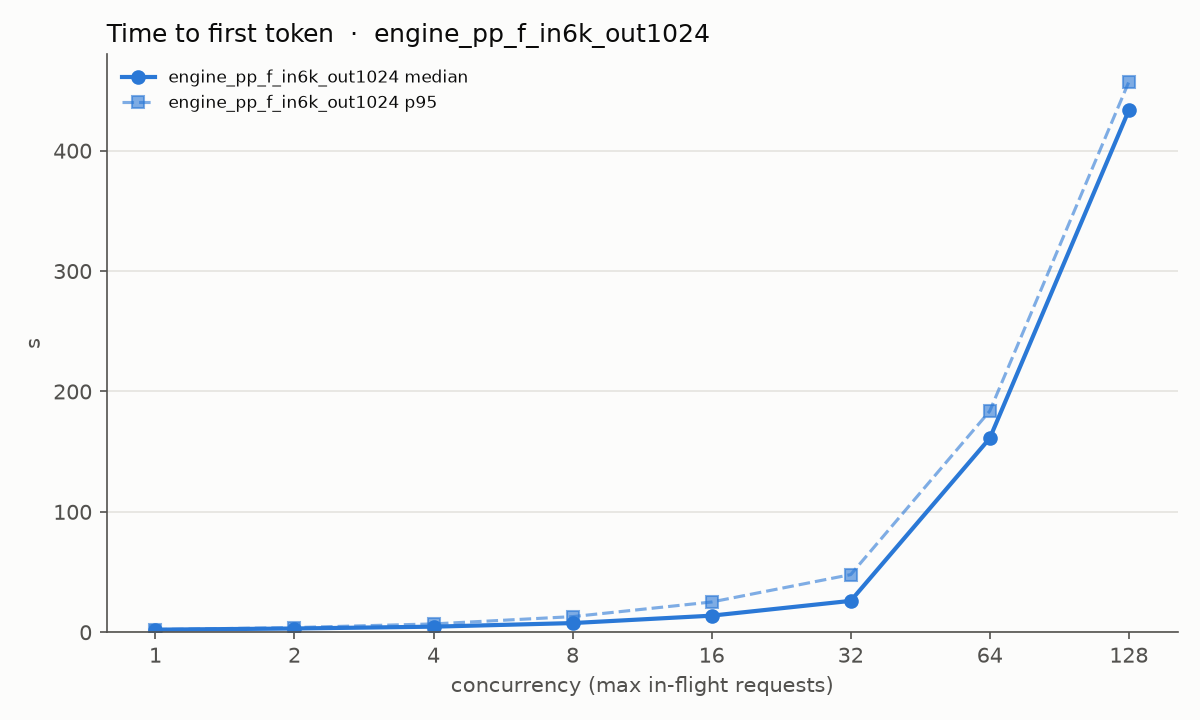 Time to first token · engine_pp_f_in6k_out1024
engine_pp_f_in6k_out1024 median
engine_pp_f_in6k_out1024 p95
400
300
200
100
0
s
1 2 4 8 16 32 64 128
concurrency (max in-flight requests)